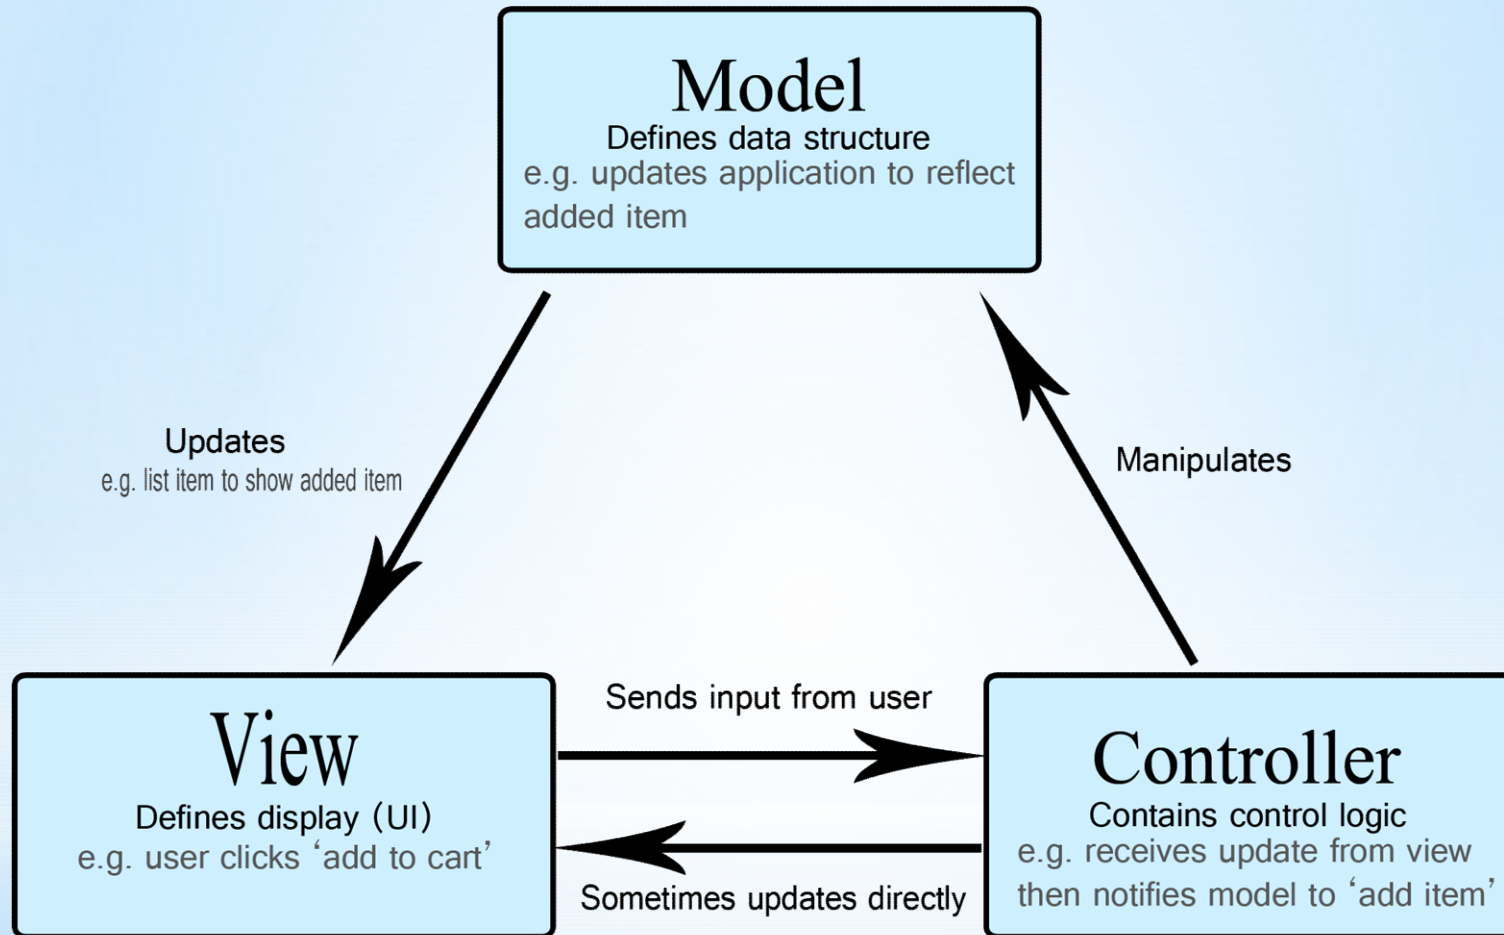 Model
Defines data structure
e.g. updates application to reflect
added item
Updates
e.g. list item to show added item
Manipulates
Sends input from user
View
Defines display (UI)
e.g. user clicks ‘add to cart’
Controller
Contains control logic
e.g. receives update from view
then notifies model to ‘add item’
Sometimes updates directly